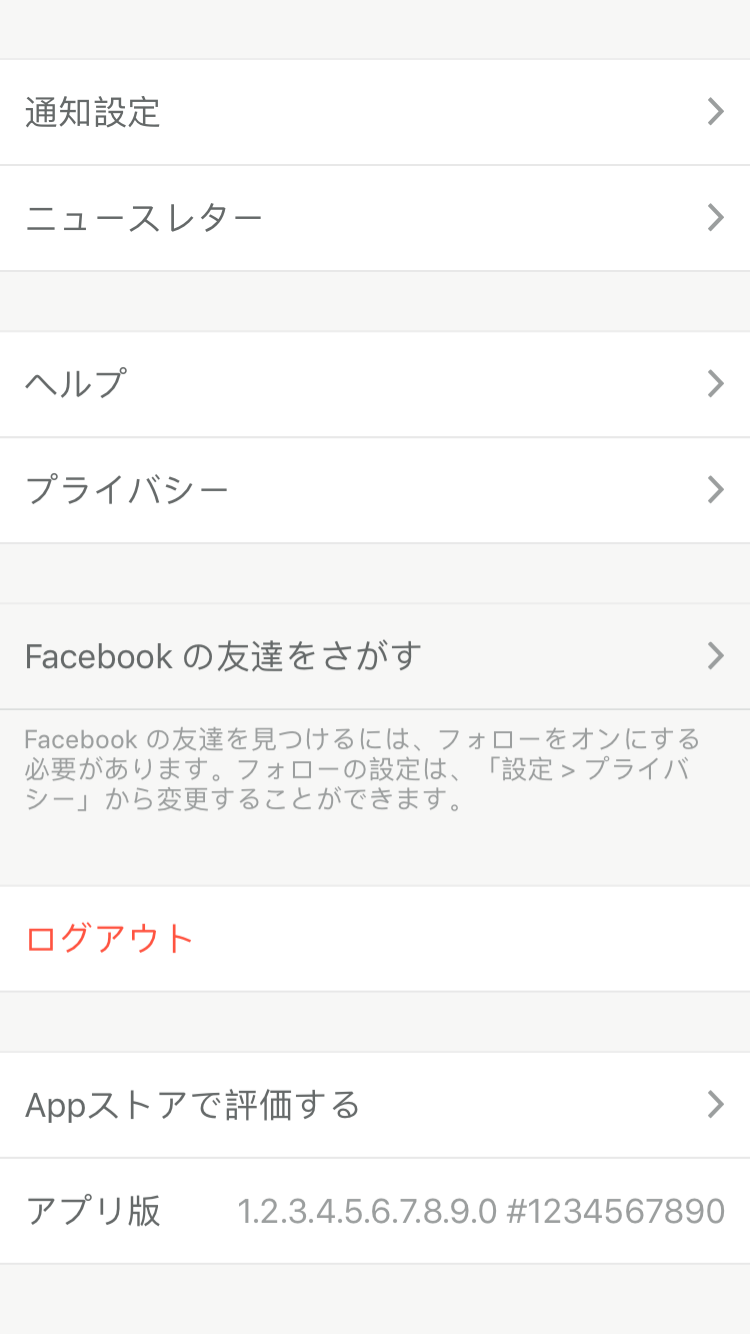 通知設定
ニュースレター
ヘルプ
プライバシー
Facebook の友達をさがす
Facebook の友達を見つけるには、フォローをオンにする
必要があります。フォローの設定は、「設定 > プライバ
シー」から変更することができます。
ログアウト
Appストアで評価する
アプリ版 1.2.3.4.5.6.7.8.9.0 #1234567890